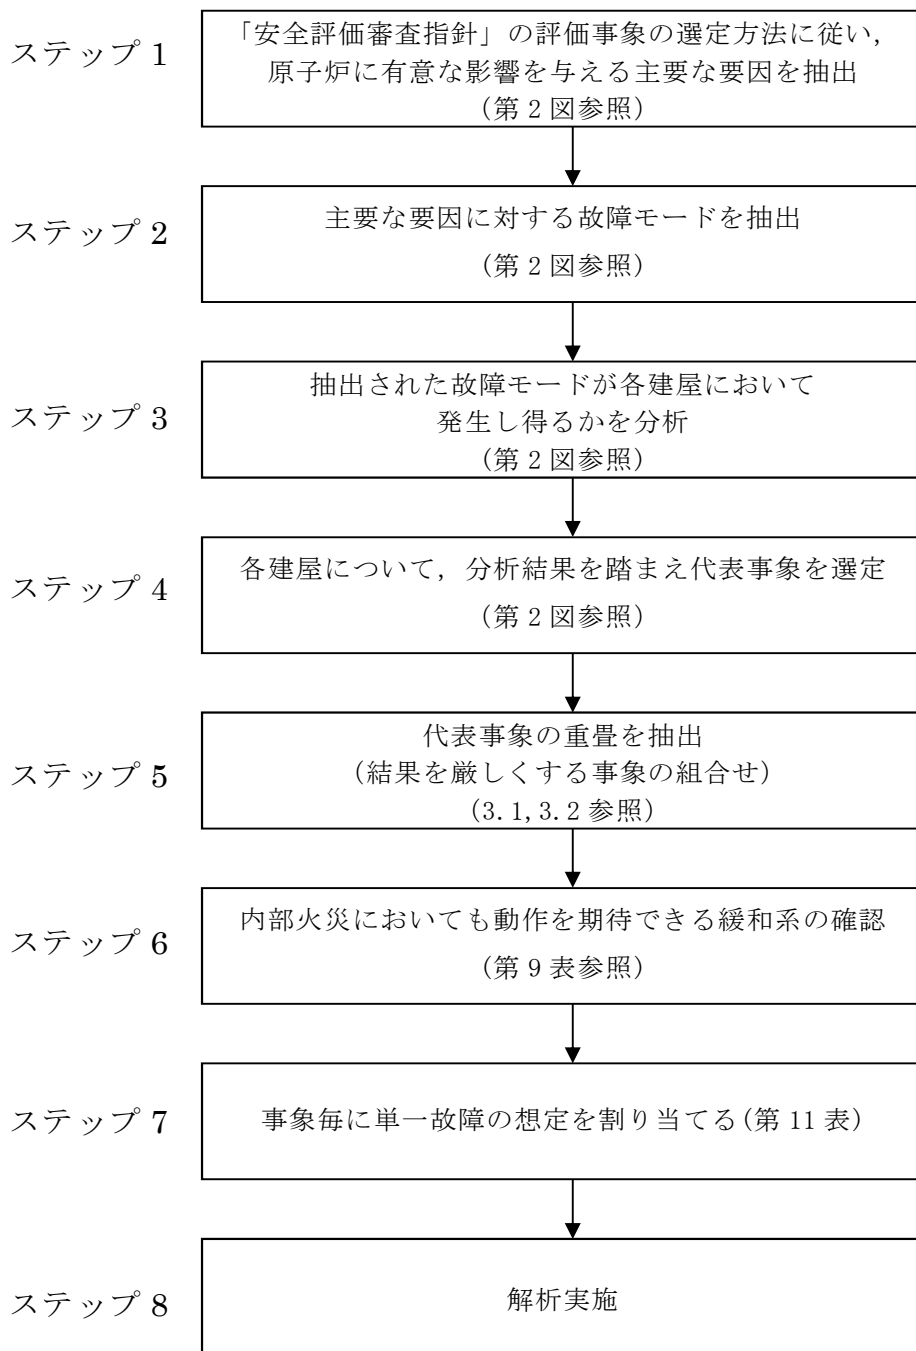 ステップ 1
「安全評価審査指針」の評価事象の選定方法に従い，
原子炉に有意な影響を与える主要な要因を抽出
（第 2 図参照）
ステップ 2
主要な要因に対する故障モードを抽出
（第 2 図参照）
ステップ 3
抽出された故障モードが各建屋において
発生し得るかを分析
（第 2 図参照）
ステップ 4
各建屋について，分析結果を踏まえ代表事象を選定
（第 2 図参照）
ステップ 5
代表事象の重畳を抽出
（結果を厳しくする事象の組合せ）
（3.1, 3.2 参照）
ステップ 6
内部火災においても動作を期待できる緩和系の確認
（第 9 表参照）
ステップ 7
事象毎に単一故障の想定を割り当てる（第 11 表）
ステップ 8
解析実施